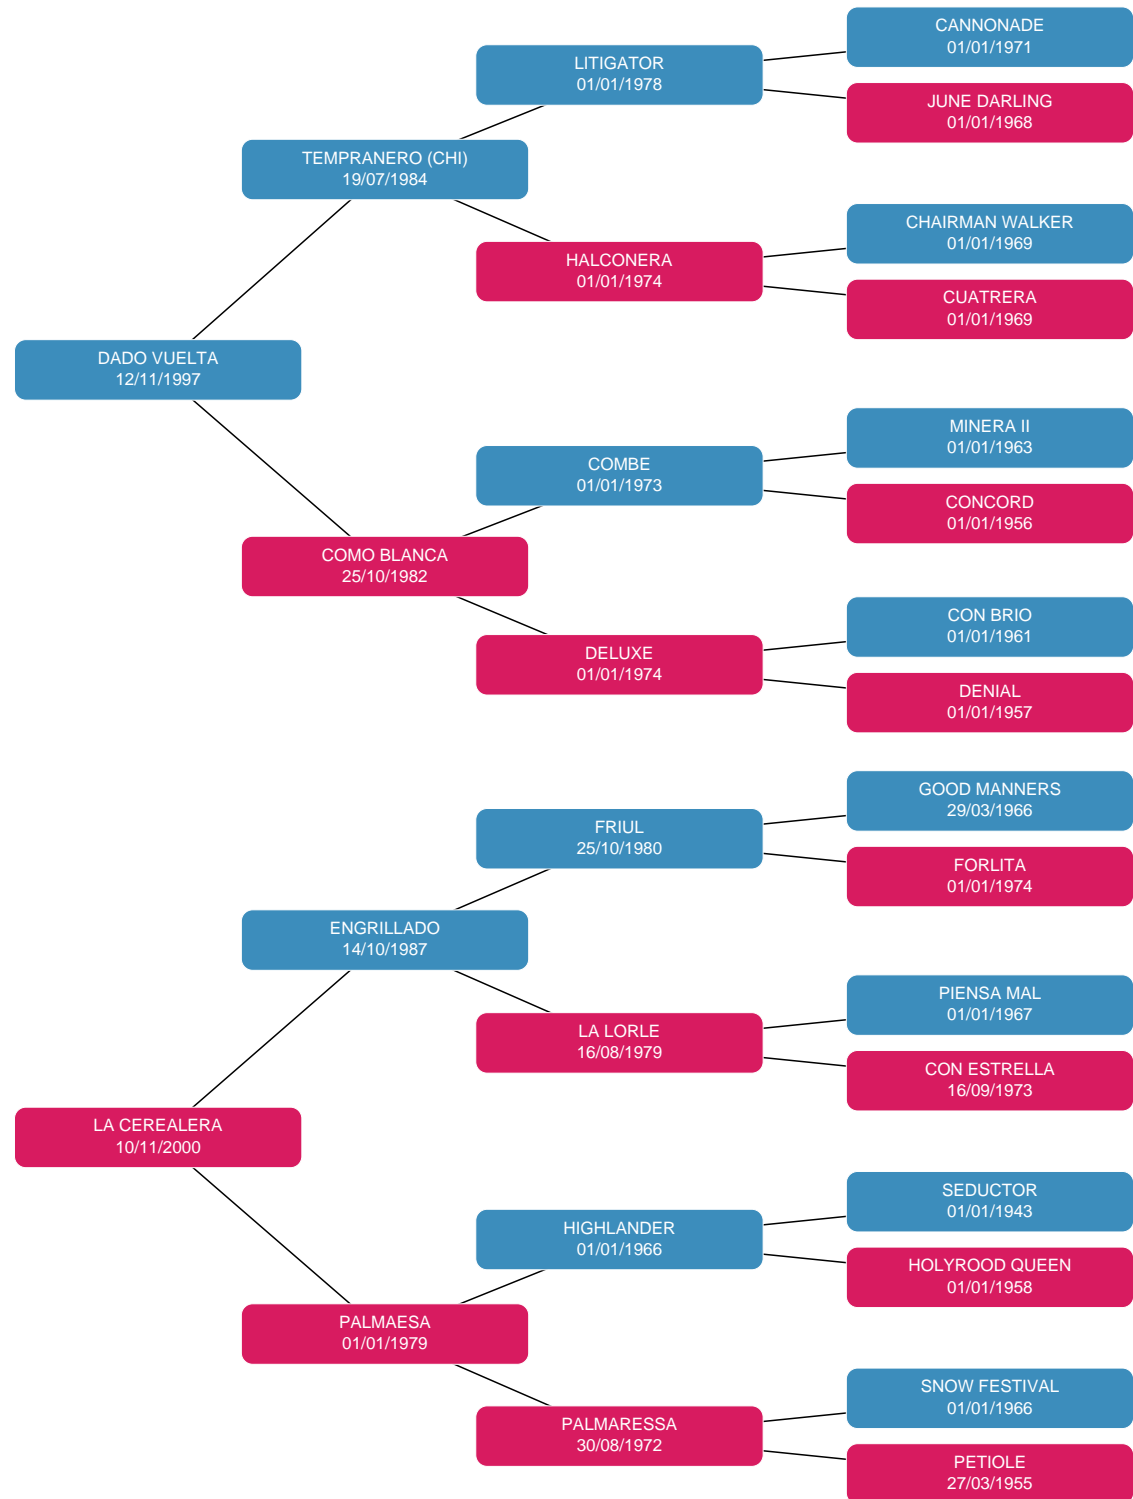 CANNONADE
01/01/1971
LITIGATOR
01/01/1978
JUNE DARLING
01/01/1968
TEMPRANERO (CHI)
19/07/1984
CHAIRMAN WALKER
01/01/1969
HALCONERA
01/01/1974
CUATRERA
01/01/1969
DADO VUELTA
12/11/1997
MINERA II
01/01/1963
COMBE
01/01/1973
CONCORD
01/01/1956
COMO BLANCA
25/10/1982
CON BRIO
01/01/1961
DELUXE
01/01/1974
DENIAL
01/01/1957
GOOD MANNERS
29/03/1966
FRIUL
25/10/1980
FORLITA
01/01/1974
ENGRILLADO
14/10/1987
PIENSA MAL
01/01/1967
LA LORLE
16/08/1979
CON ESTRELLA
16/09/1973
LA CEREALERA
10/11/2000
SEDUCTOR
01/01/1943
HIGHLANDER
01/01/1966
HOLYROOD QUEEN
01/01/1958
PALMAESA
01/01/1979
SNOW FESTIVAL
01/01/1966
PALMARESSA
30/08/1972
PETIOLE
27/03/1955